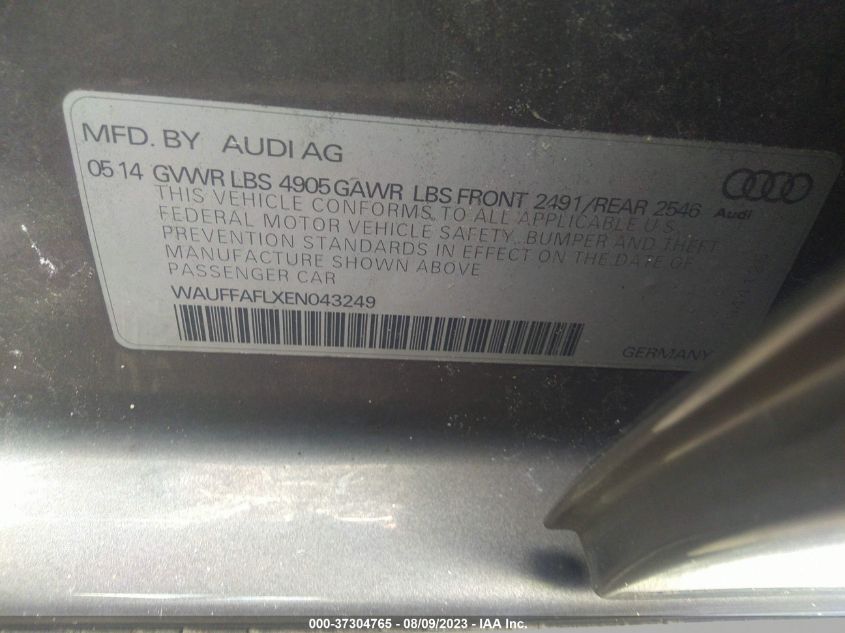 MFD. BY AUDI AG
05 14 GVWR LBS 4905 GAWR LBS FRONT 2491/REAR 2546
THIS VEHICLE CONFORMS TO ALL APPLICABLE U.S.
FEDERAL MOTOR VEHICLE SAFETY, BUMPER AND THEFT
PREVENTION STANDARDS IN EFFECT ON THE DATE OF
MANUFACTURE SHOWN ABOVE
PASSENGER CAR
Audi
WAUFFAFLXEN043249
GERMANY
000-37304765 - 08/09/2023 - IAA Inc.